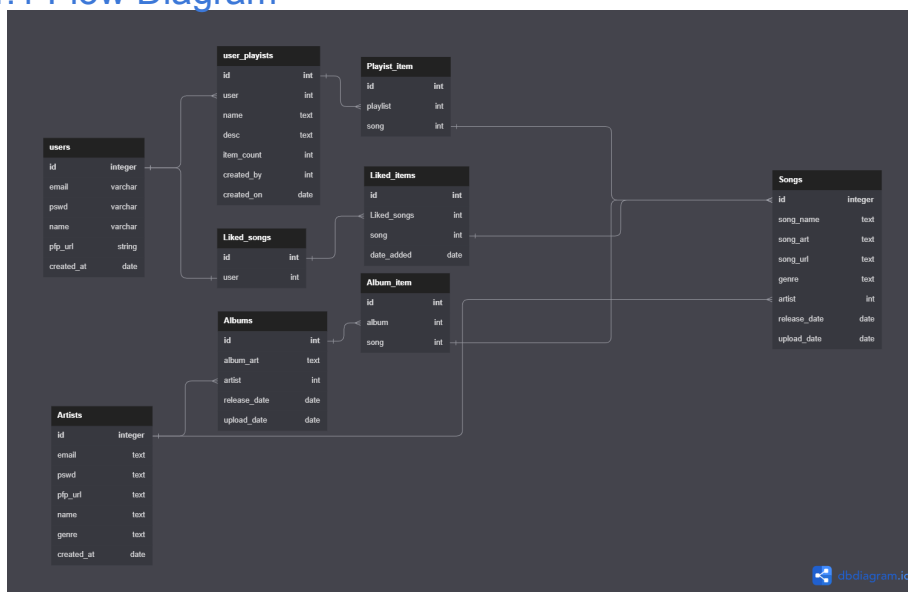 Flow Diagram
user_playists
id int
user int
name text
desc text
item_count int
created_by int
created_on date
Playist_item
id int
playlist int
song int
users
id integer
email varchar
pswd varchar
name varchar
pfp_url string
created_at date
Liked_items
id int
Liked_songs int
song int
date_added date
Songs
id integer
song_name text
song_art text
song_url text
genre text
artist int
release_date date
upload_date date
Liked_songs
id int
user int
Album_item
id int
album int
song int
Albums
id int
album_art text
artist int
release_date date
upload_date date
Artists
id integer
email text
pswd text
pfp_url text
name text
genre text
created_at date
dbdiagram.io